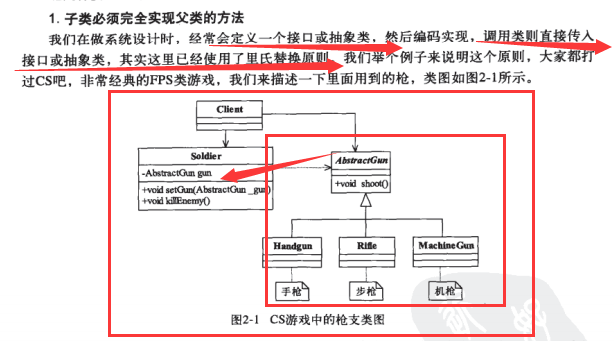 1. 子类必须完全实现父类的方法
我们在做系统设计时，经常会定义一个接口或抽象类，然后编码实现，调用类则直接传入
接口或抽象类，其实这里已经使用了里氏替换原则。我们举个例子来说明这个原则，大家都打
过CS吧，非常经典的FPS类游戏，我们来描述一下里面用到的枪，类图如图2-1所示。
Client
Soldier
-AbstractGun gun
+void setGun(AbstractGun _gun)
+void killEnemy()
AbstractGun
+void shoot()
Handgun
Rifle
MachineGun
手枪
步枪
机枪
图2-1 CS游戏中的枪支类图